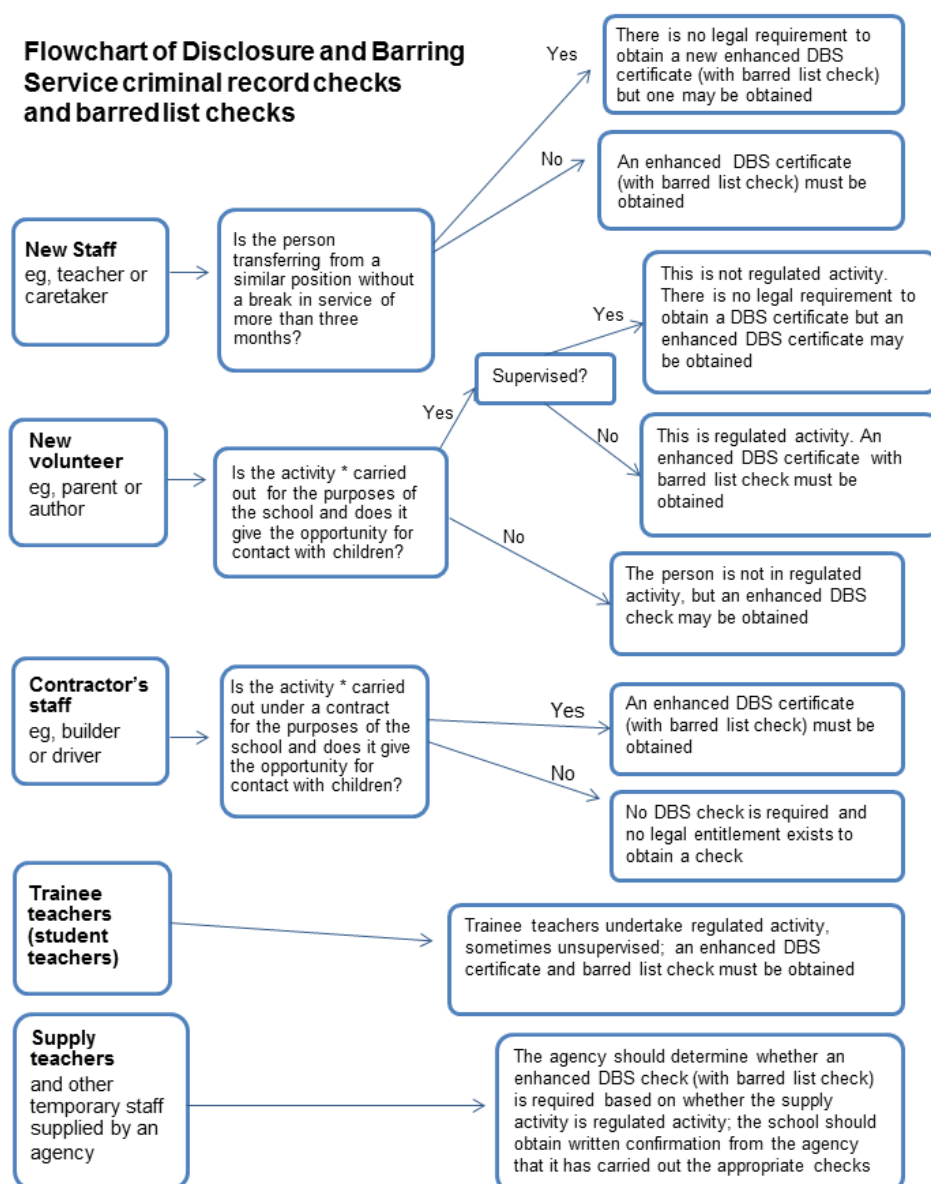 Flowchart of Disclosure and Barring
Service criminal record checks
and barred list checks
Yes
There is no legal requirement to
obtain a new enhanced DBS
certificate (with barred list check)
but one may be obtained
No
An enhanced DBS certificate
(with barred list check) must be
obtained
New Staff
eg, teacher or
caretaker
Is the person
transferring from a
similar position without
a break in service of
more than three
months?
Supervised?
Yes
This is not regulated activity.
There is no legal requirement to
obtain a DBS certificate but an
enhanced DBS certificate may
be obtained
No
This is regulated activity. An
enhanced DBS certificate with
barred list check must be
obtained
New
volunteer
eg, parent or
author
Is the activity * carried
out for the purposes of
the school and does it
give the opportunity for
contact with children?
Yes
No
The person is not in regulated
activity, but an enhanced DBS
check may be obtained
Contractor's
staff
eg, builder
or driver
Is the activity * carried
out under a contract
for the purposes of the
school and does it give
the opportunity for
contact with children?
Yes
An enhanced DBS certificate
(with barred list check) must be
obtained
No
No DBS check is required and
no legal entitlement exists to
obtain a check
Trainee
teachers
(student
teachers)
Trainee teachers undertake regulated activity,
sometimes unsupervised; an enhanced DBS
certificate and barred list check must be obtained
Supply
teachers
and other
temporary staff
supplied by an
agency
The agency should determine whether an
enhanced DBS check (with barred list check)
is required based on whether the supply
activity is regulated activity; the school should
obtain written confirmation from the agency
that it has carried out the appropriate checks